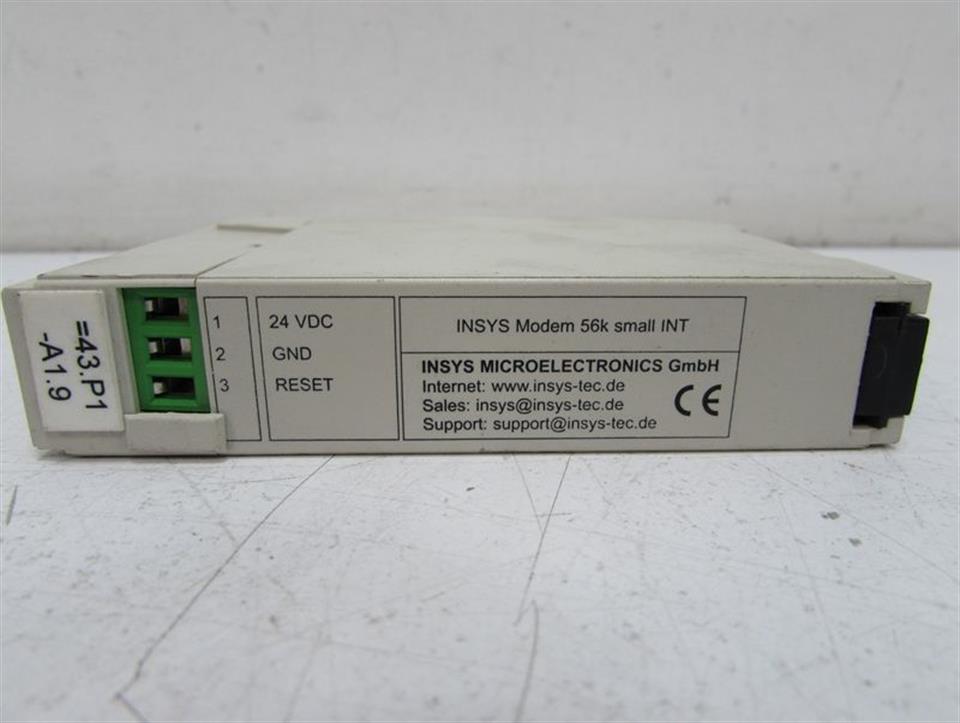 =43.P1
-A1.9
1 24 VDC
2 GND
3 RESET
INSYS Modem 56k small INT
INSYS MICROELECTRONICS GmbH
Internet: www.insys-tec.de
Sales: insys@insys-tec.de
Support: support@insys-tec.de
CE